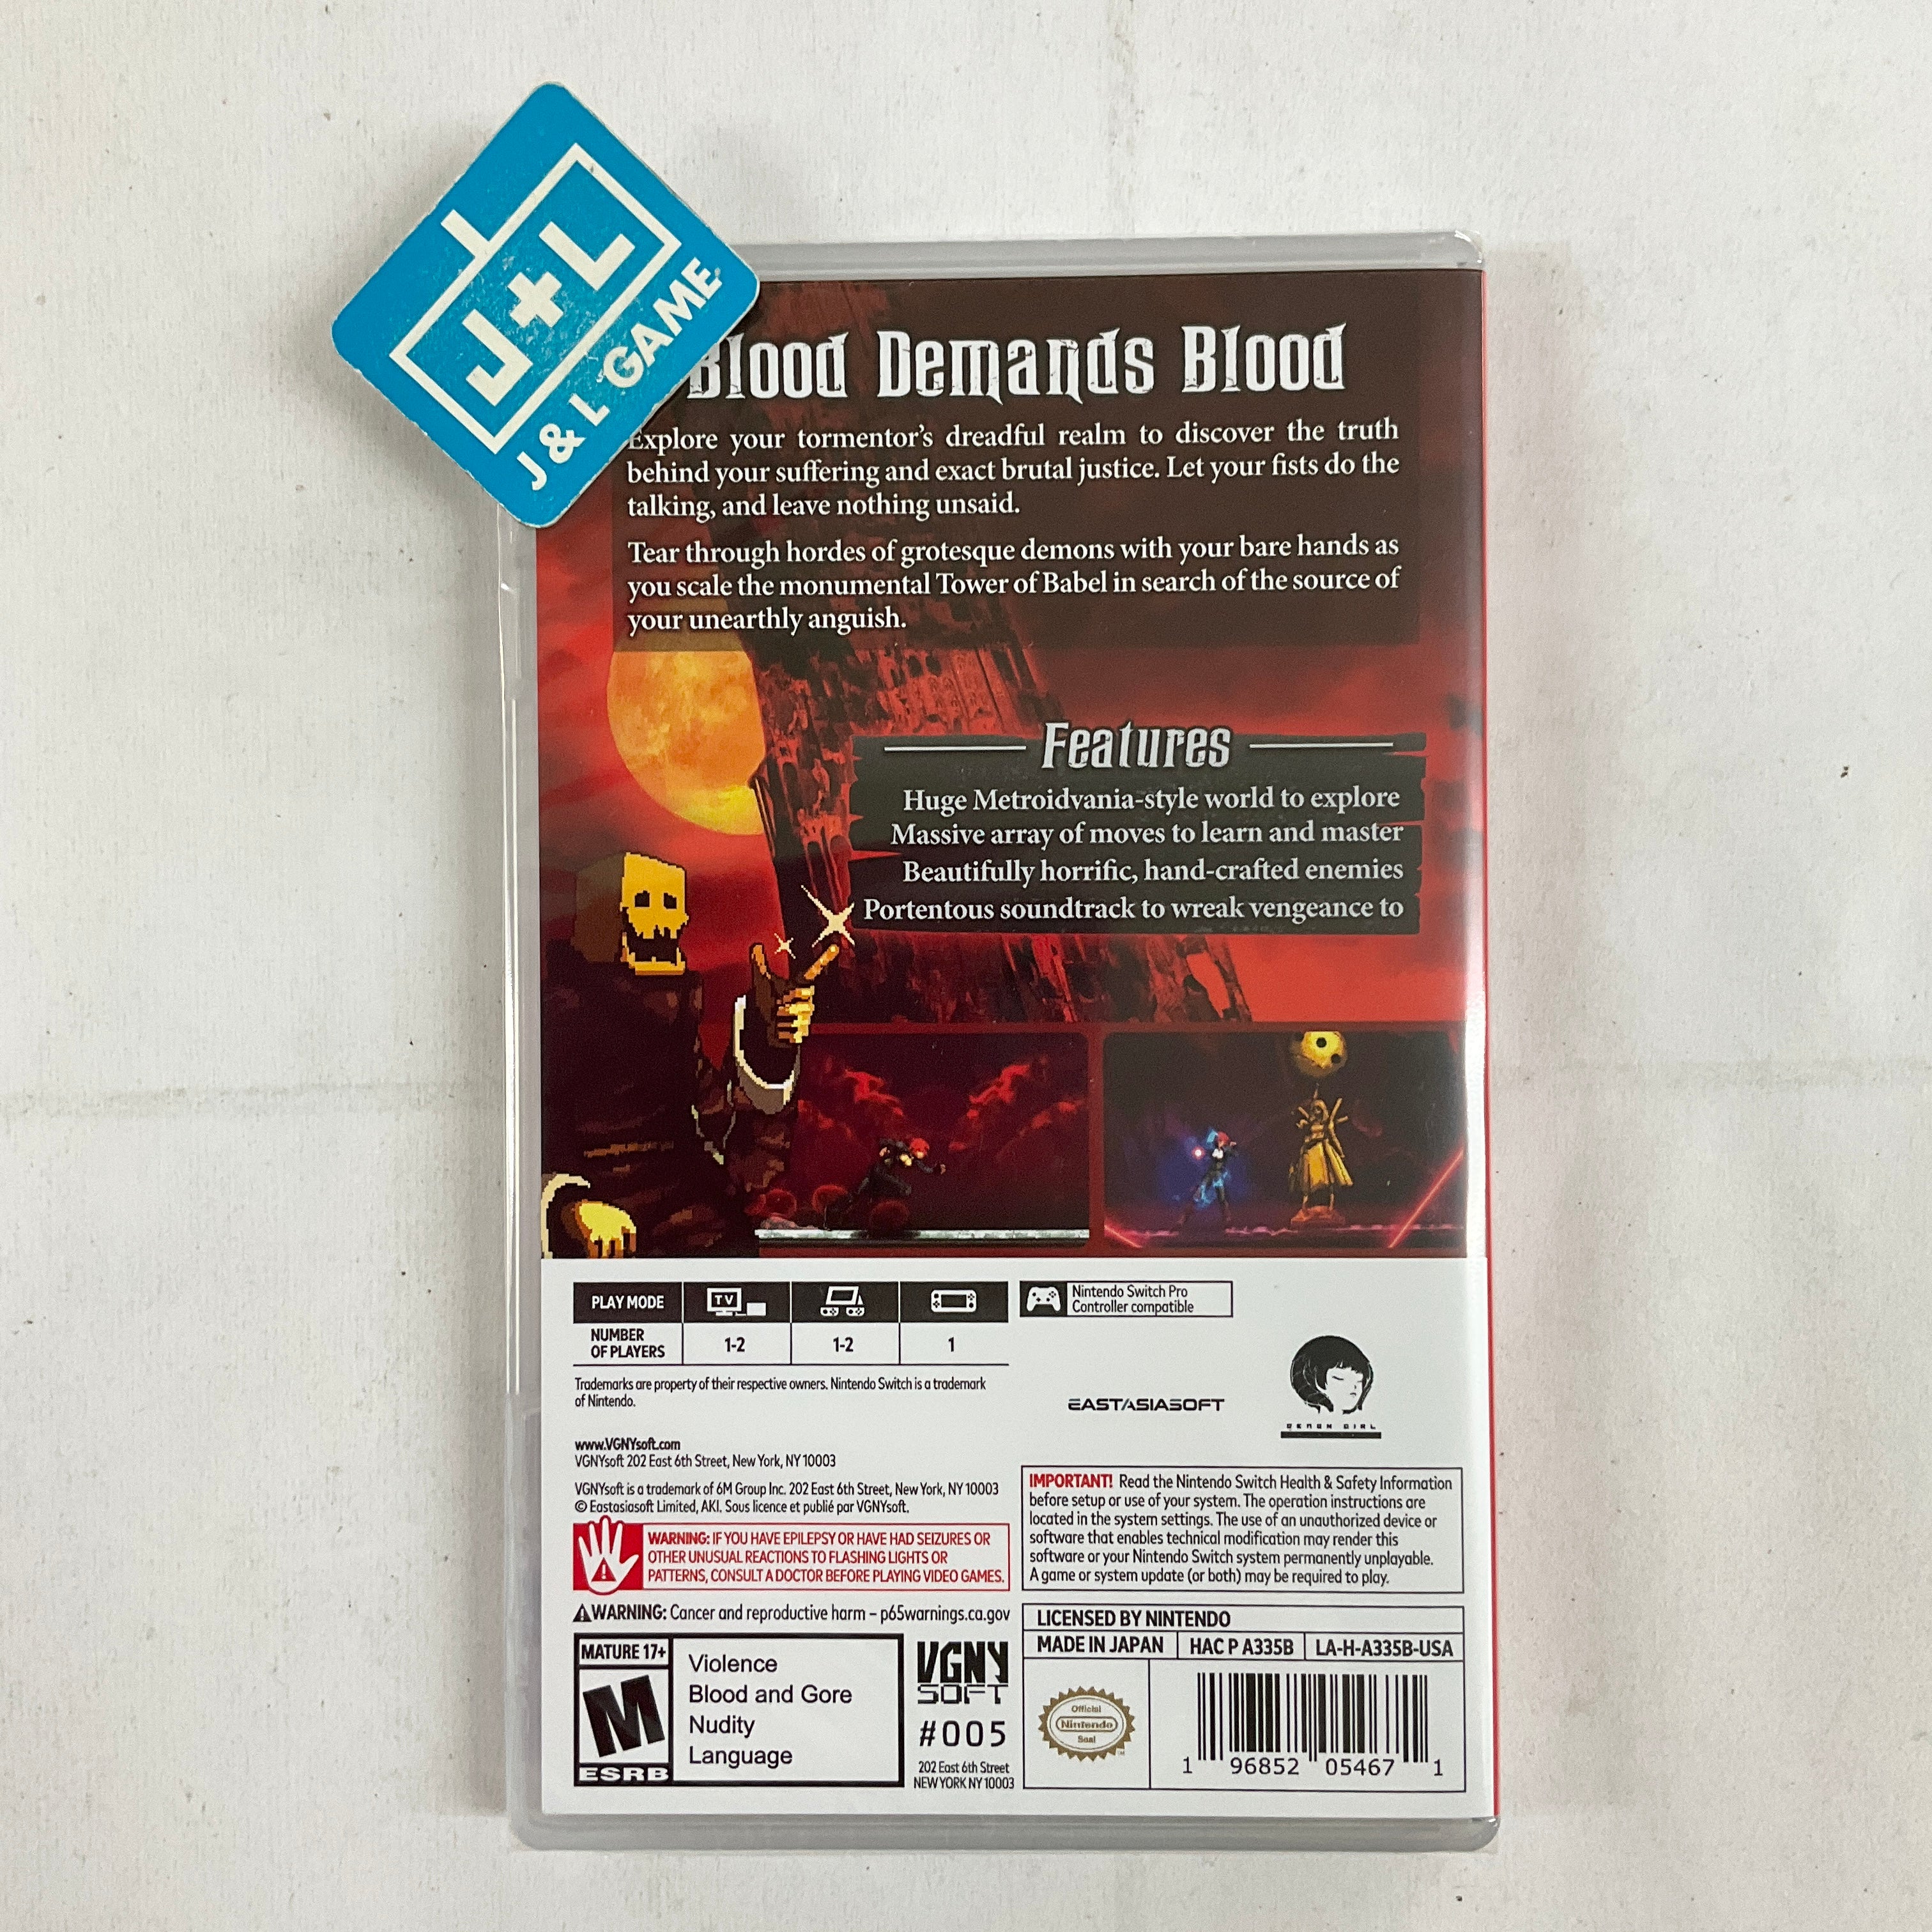 J+L
J & L GAME
Blood Demands Blood
Explore your tormentor's dreadful realm to discover the truth
behind your suffering and exact brutal justice. Let your fists do the
talking, and leave nothing unsaid.
Tear through hordes of grotesque demons with your bare hands as
you scale the monumental Tower of Babel in search of the source of
your unearthly anguish.
Features
Huge Metroidvania-style world to explore
Massive array of moves to learn and master
Beautifully horrific, hand-crafted enemies
Portentous soundtrack to wreak vengeance to
PLAY MODE TV
NUMBER
OF PLAYERS
1-2 1-2 1
Nintendo Switch Pro
Controller compatible
Trademarks are property of their respective owners. Nintendo Switch is a trademark
of Nintendo.
EASTASIASOFT
DENGN GIRL
www.VGNYsoft.com
VGNYsoft 202 East 6th Street, New York, NY 10003
VGNYsoft is a trademark of 6M Group Inc. 202 East 6th Street, New York, NY 10003
© Eastasiasoft Limited, AKI. Sous licence et publié par VGNYsoft.
WARNING: IF YOU HAVE EPILEPSY OR HAVE HAD SEIZURES OR
OTHER UNUSUAL REACTIONS TO FLASHING LIGHTS OR
PATTERNS, CONSULT A DOCTOR BEFORE PLAYING VIDEO GAMES.
WARNING: Cancer and reproductive harm – p65warnings.ca.gov
IMPORTANT! Read the Nintendo Switch Health & Safety Information
before setup or use of your system. The operation instructions are
located in the system settings. The use of an unauthorized device or
software that enables technical modification may render this
software or your Nintendo Switch system permanently unplayable.
A game or system update (or both) may be required to play.
MATURE 17+
M
ESRB
Violence
Blood and Gore
Nudity
Language
VGNY
SOFT
#005
202 East 6th Street
NEW YORK NY 10003
LICENSED BY NINTENDO
MADE IN JAPAN HAC P A335B LA-H-A335B-USA
Official
Nintendo
Seal
1 96852 05467 1